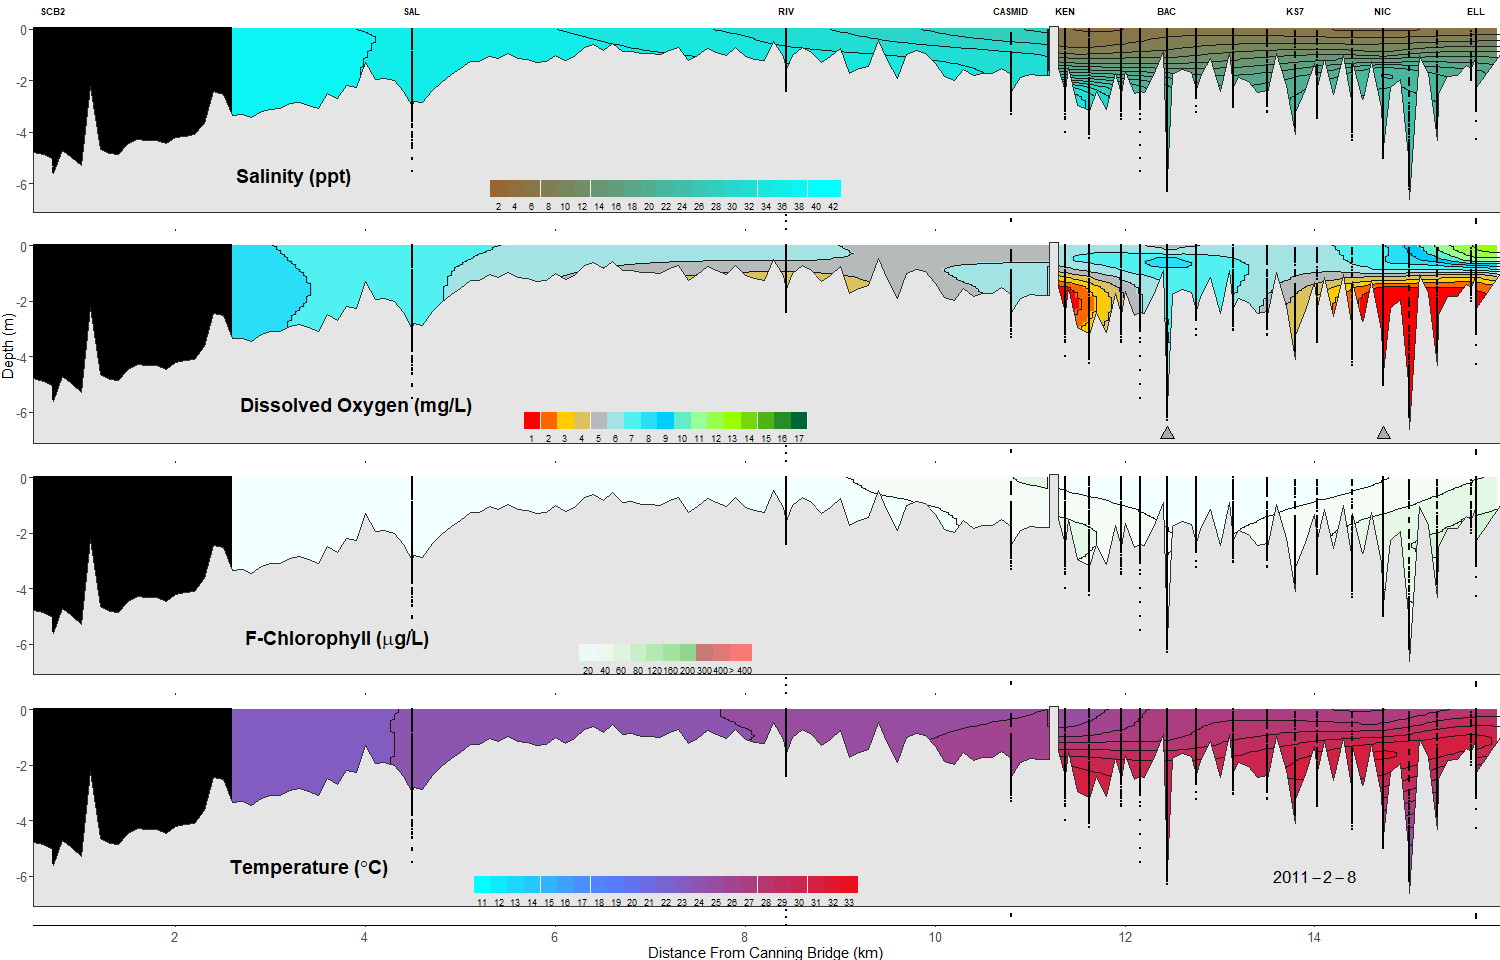 SCB2 SAL RIV CASMID KEN BAC KS7 NIC ELL
0
-2
-4
-6
Salinity (ppt)
2 4 6 8 10 12 14 16 18 20 22 24 26 28 30 32 34 36 38 40 42
0
-2
-4
-6
Depth (m)
Dissolved Oxygen (mg/L)
1 2 3 4 5 6 7 8 9 10 11 12 13 14 15 16 17
0
-2
-4
-6
F-Chlorophyll (μg/L)
20 40 60 80 120 160 200 300 400 > 400
0
-2
-4
-6
Temperature (°C)
11 12 13 14 15 16 17 18 19 20 21 22 23 24 25 26 27 28 29 30 31 32 33
2011-2-8
2 4 6 8 10 12 14
Distance From Canning Bridge (km)